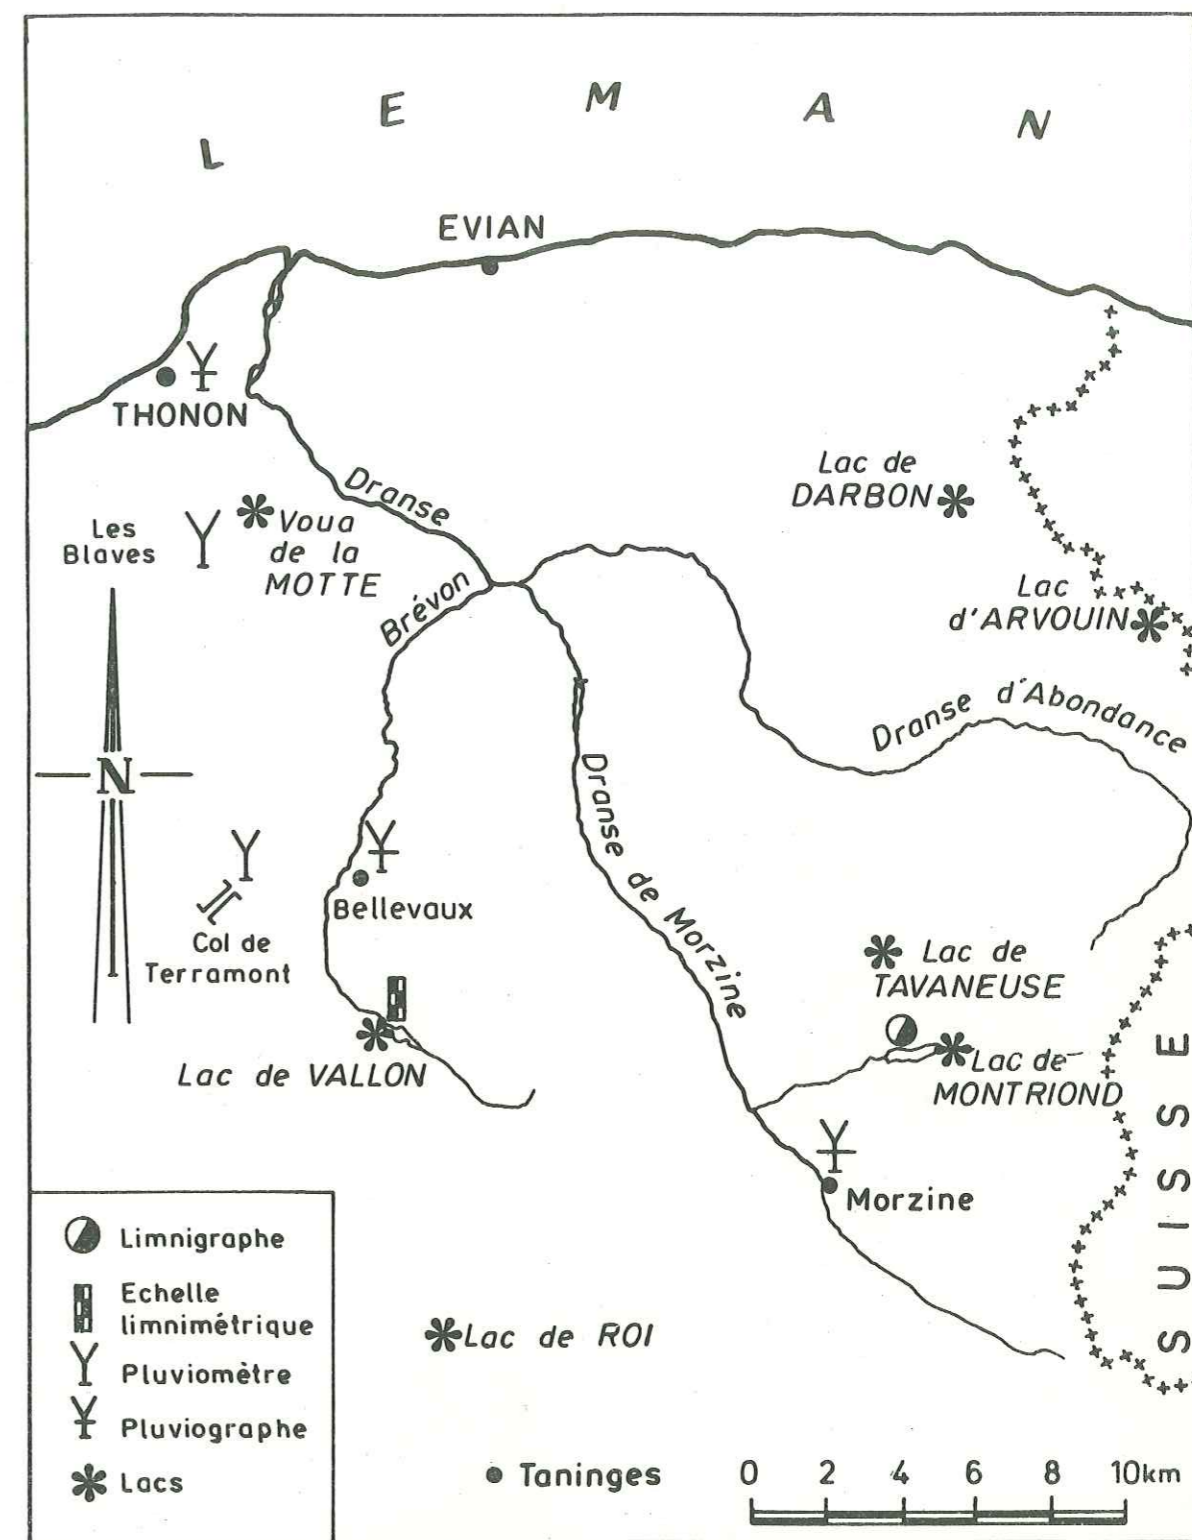 L E M A N
EVIAN
THONON
Dranse
Lac de
DARBON
Les
Blaves
Voua
de la
MOTTE
Brévon
Lac
d'ARVOUIN
Dranse d'Abondance
N
Dranse de Morzine
Bellevaux
Col de
Terramont
Lac de
TAVANEUSE
Lac de VALLON
Lac de
MONTRIOND
SUISSE
Morzine
Limnigraphe
Echelle
limnimétrique
Pluviomètre
Pluviographe
Lacs
Lac de ROI
Taninges
0 2 4 6 8 10km